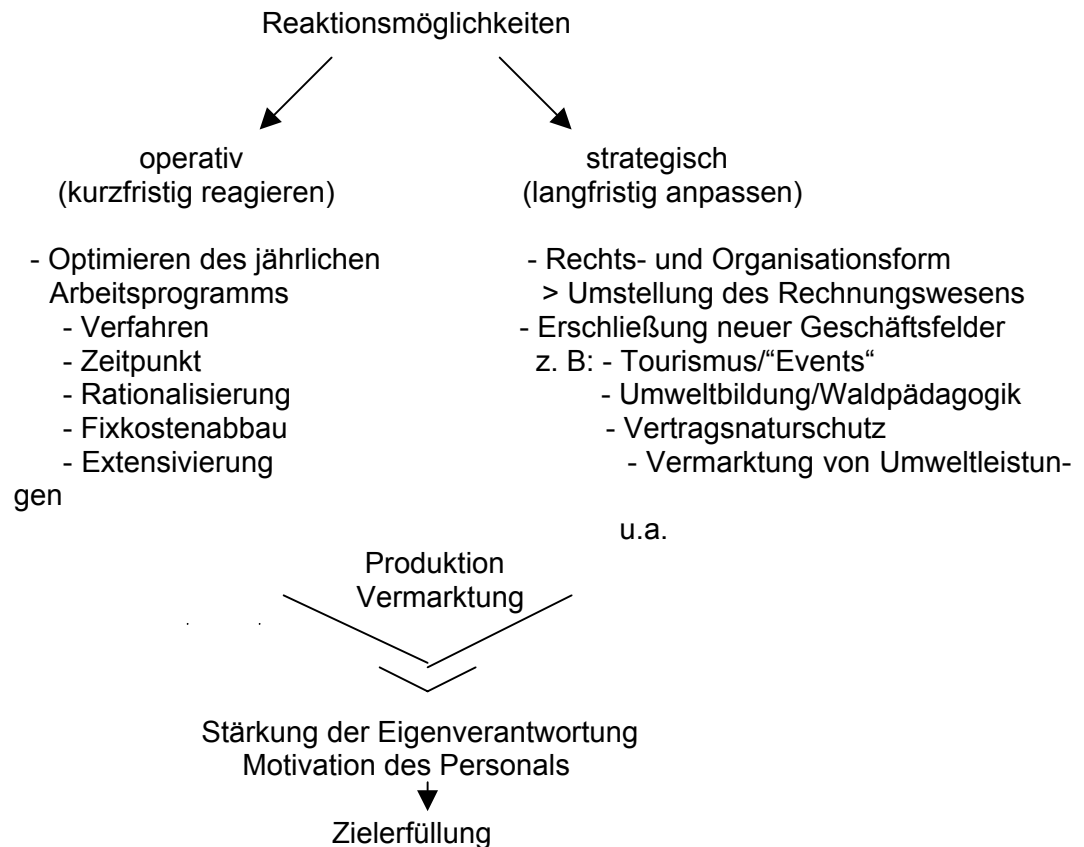 Reaktionsmöglichkeiten
operativ
(kurzfristig reagieren)
- Optimieren des jährlichen
Arbeitsprogramms
- Verfahren
- Zeitpunkt
- Rationalisierung
- Fixkostenabbau
- Extensivierung
strategisch
(langfristig anpassen)
- Rechts- und Organisationsform
> Umstellung des Rechnungswesens
- Erschließung neuer Geschäftsfelder
z. B: - Tourismus/“Events“
- Umweltbildung/Waldpädagogik
- Vertragsnaturschutz
- Vermarktung von Umweltleistun-
gen
u.a.
Produktion
Vermarktung
Stärkung der Eigenverantwortung
Motivation des Personals
Zielerfüllung